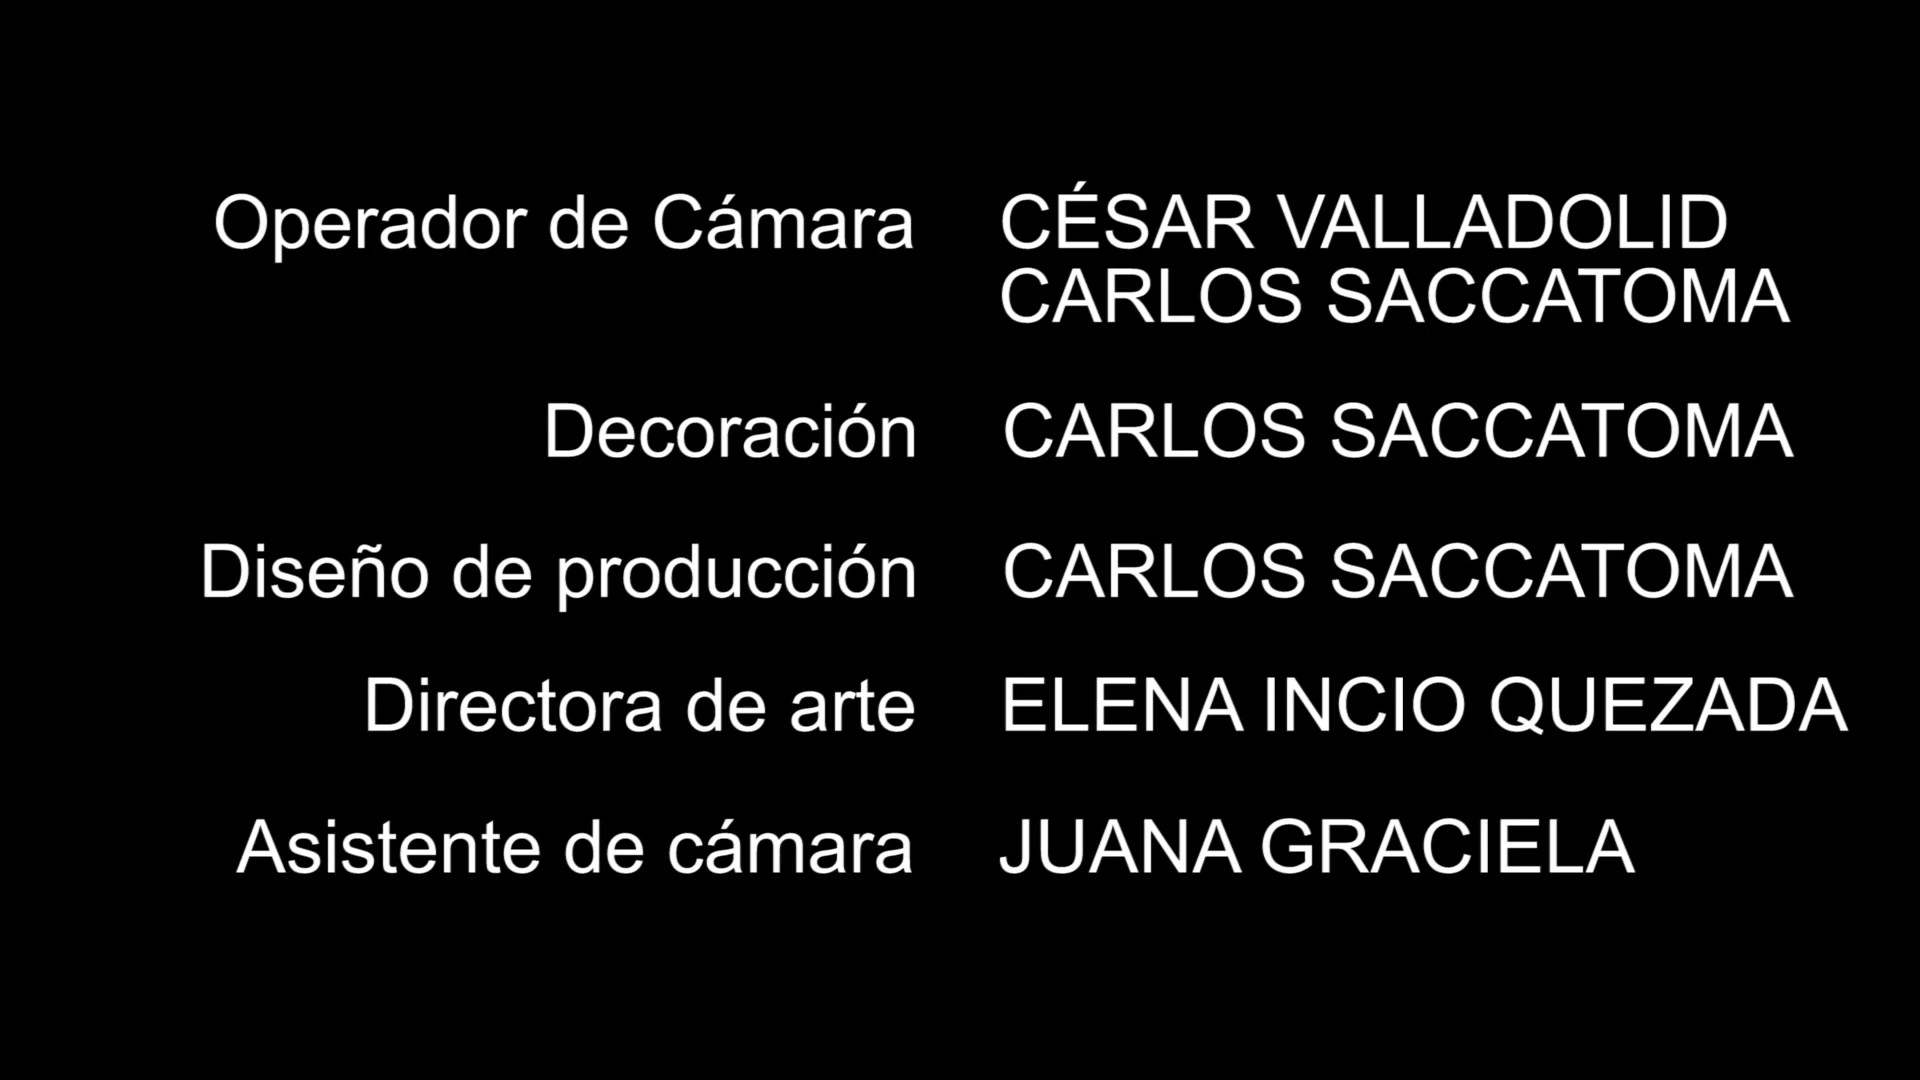 Operador de Cámara CÉSAR VALLADOLID
CARLOS SACCATOMA
Decoración CARLOS SACCATOMA
Diseño de producción CARLOS SACCATOMA
Directora de arte ELENA INCIO QUEZADA
Asistente de cámara JUANA GRACIELA